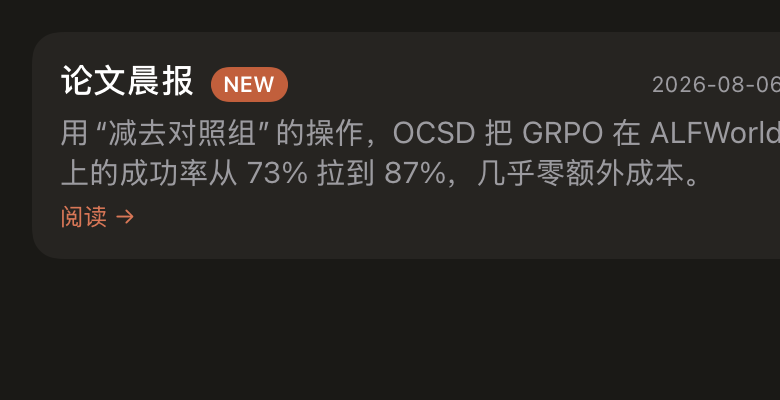 论文晨报 NEW 2026-08-06
用 “减去对照组” 的操作，OCSD 把 GRPO 在 ALFWorld
上的成功率从 73% 拉到 87%，几乎零额外成本。
阅读 →